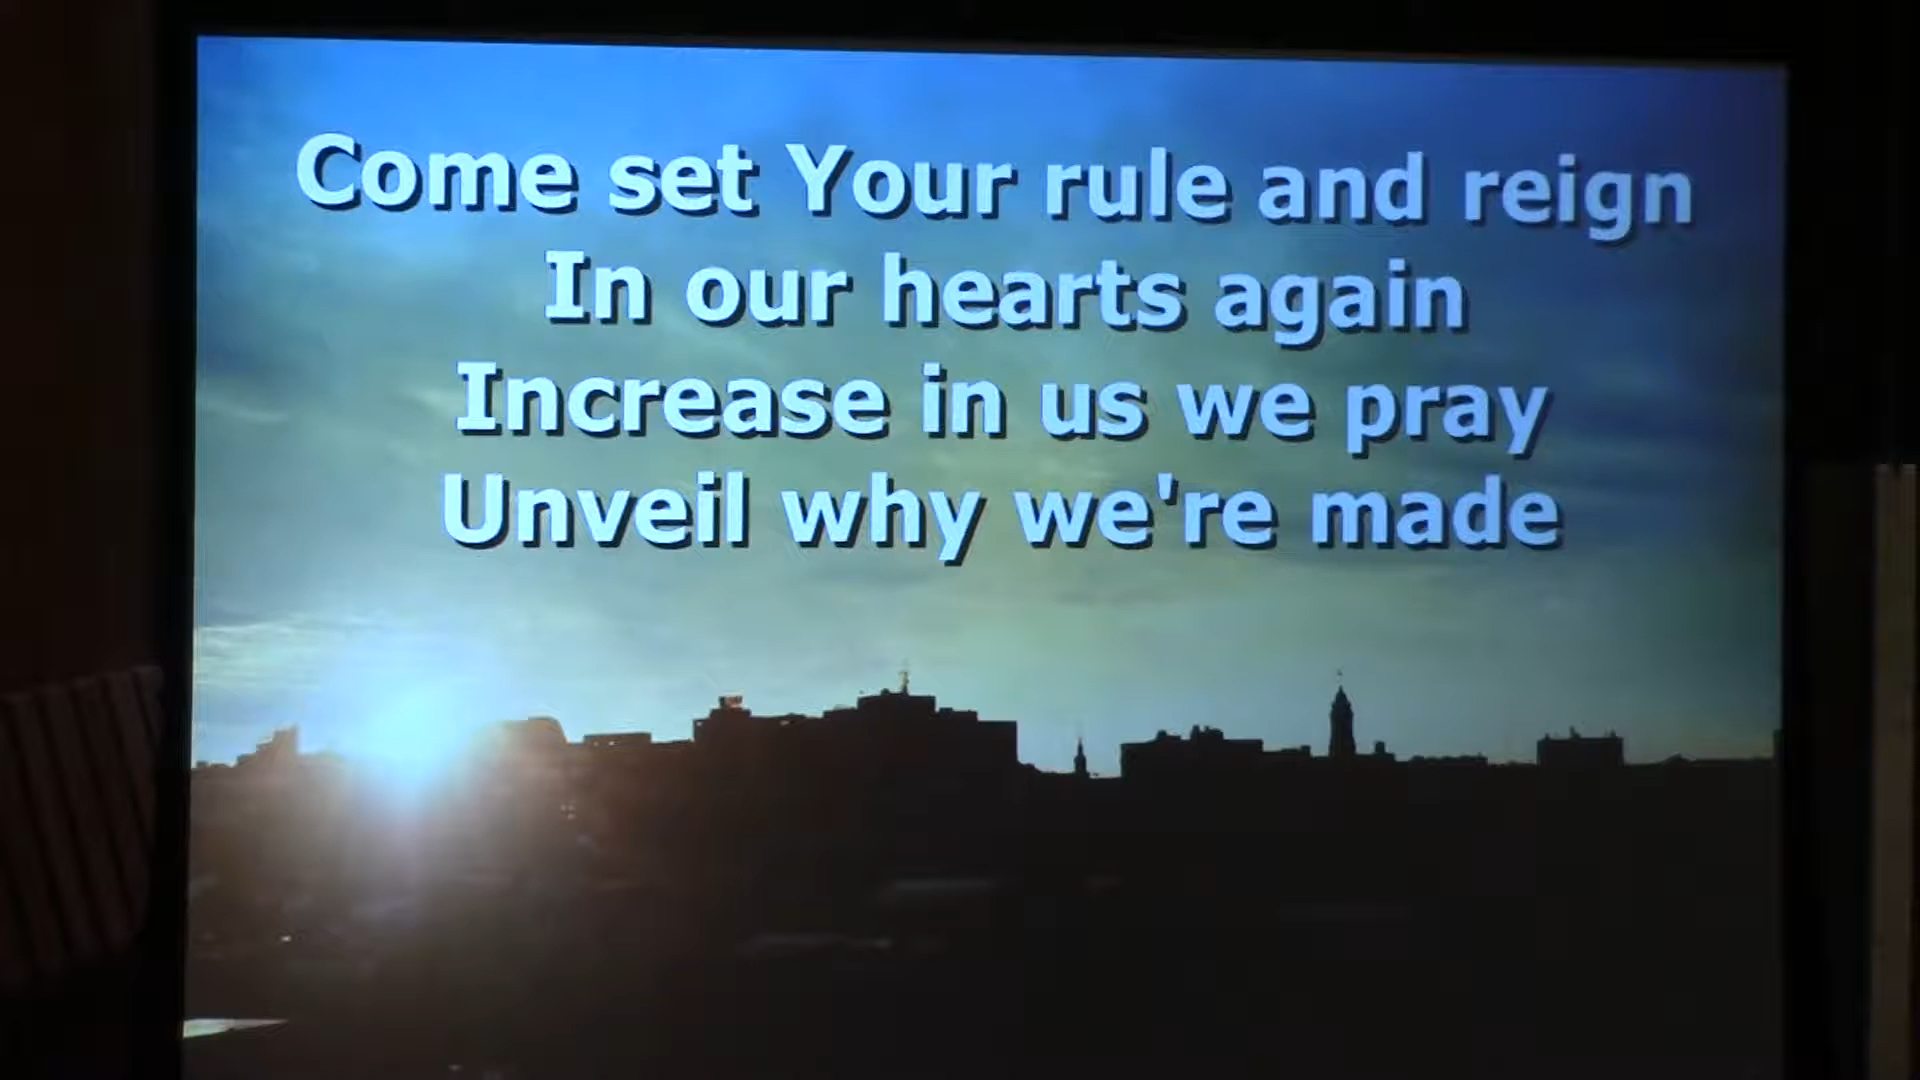 Come set Your rule and reign
In our hearts again
Increase in us we pray
Unveil why we're made